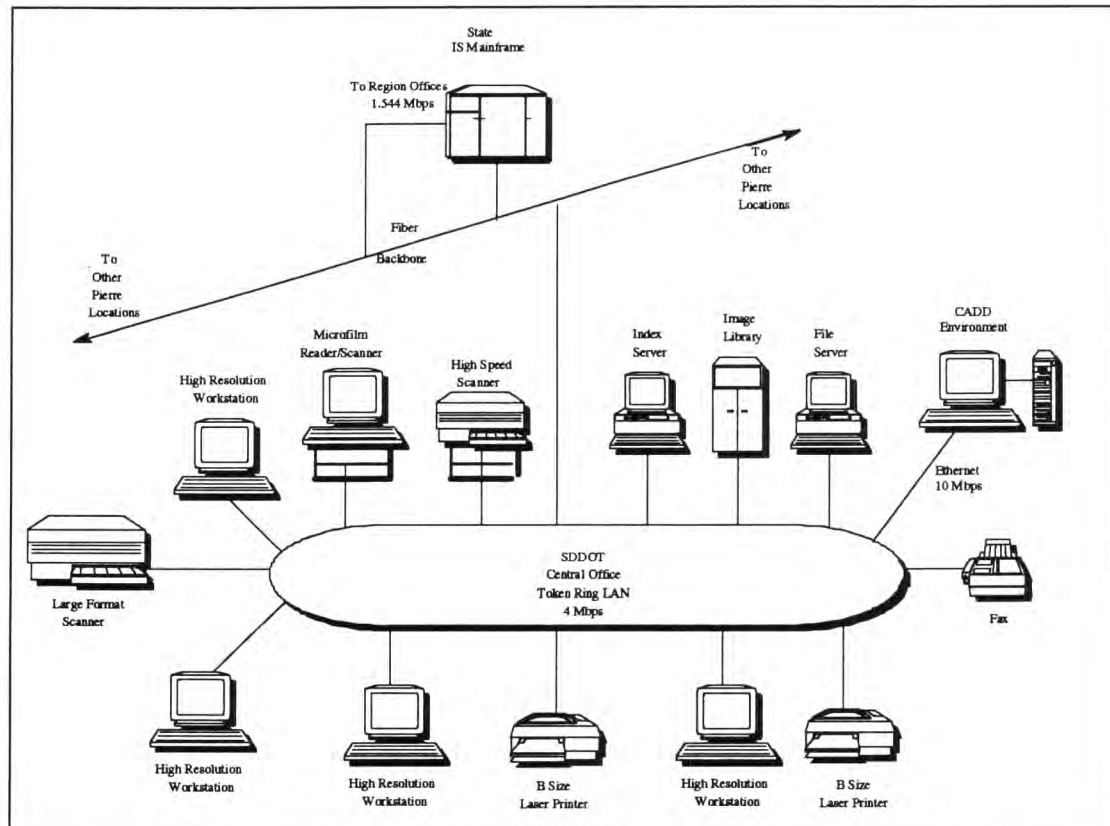 State
IS Mainframe
To Region Offices
1.544 Mbps
To
Other
Pierre
Locations
Fiber
Backbone
To
Other
Pierre
Locations
Microfilm
Reader/Scanner
High Speed
Scanner
Index
Server
Image
Library
File
Server
CADD
Environment
High Resolution
Workstation
Ethernet
10 Mbps
SDDOT
Central Office
Token Ring LAN
4 Mbps
Large Format
Scanner
Fax
High Resolution
Workstation
High Resolution
Workstation
B Size
Laser Printer
High Resolution
Workstation
B Size
Laser Printer